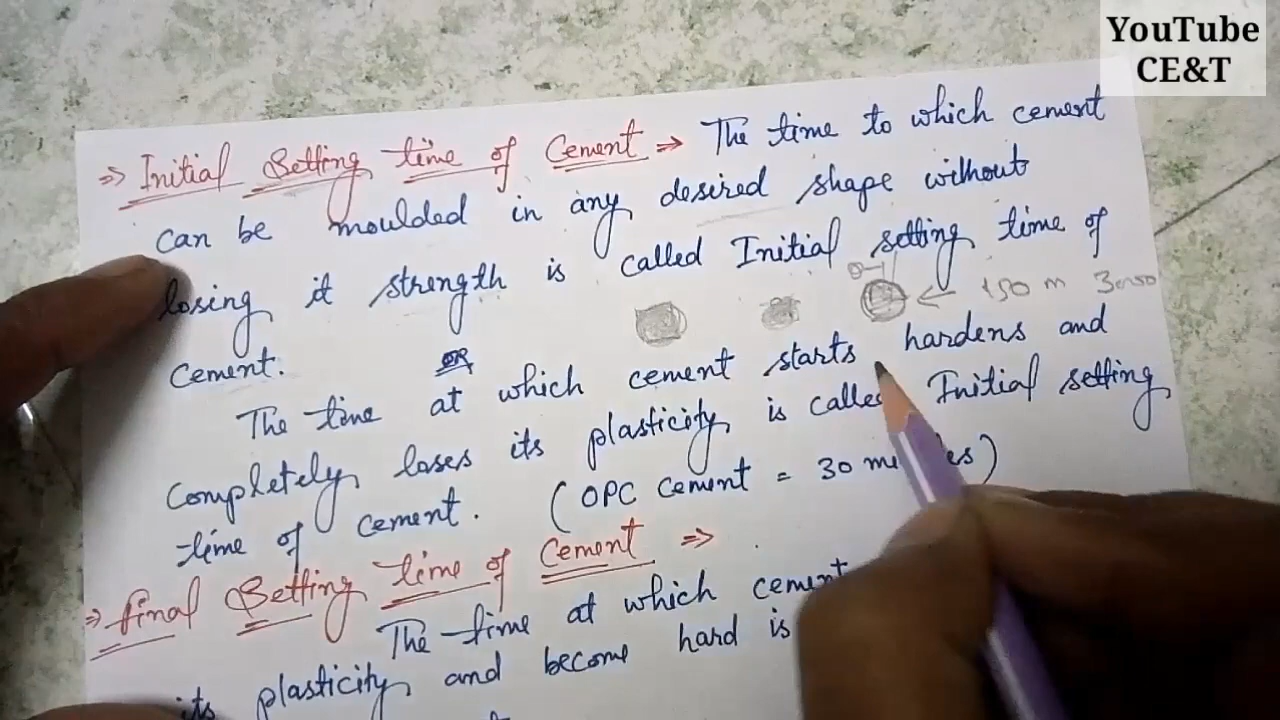 YouTube
CE&T
⇒ Initial Setting time of Cement ⇒ The time to which cement
can be moulded in any desired shape without
losing it strength is called Initial setting time of
cement. OR
The time at which cement starts hardens and
completely loses its plasticity is called Initial setting
time of cement. (OPC cement = 30
⇒ final Setting time of Cement ⇒
The time at which cement
its plasticity and become hard is